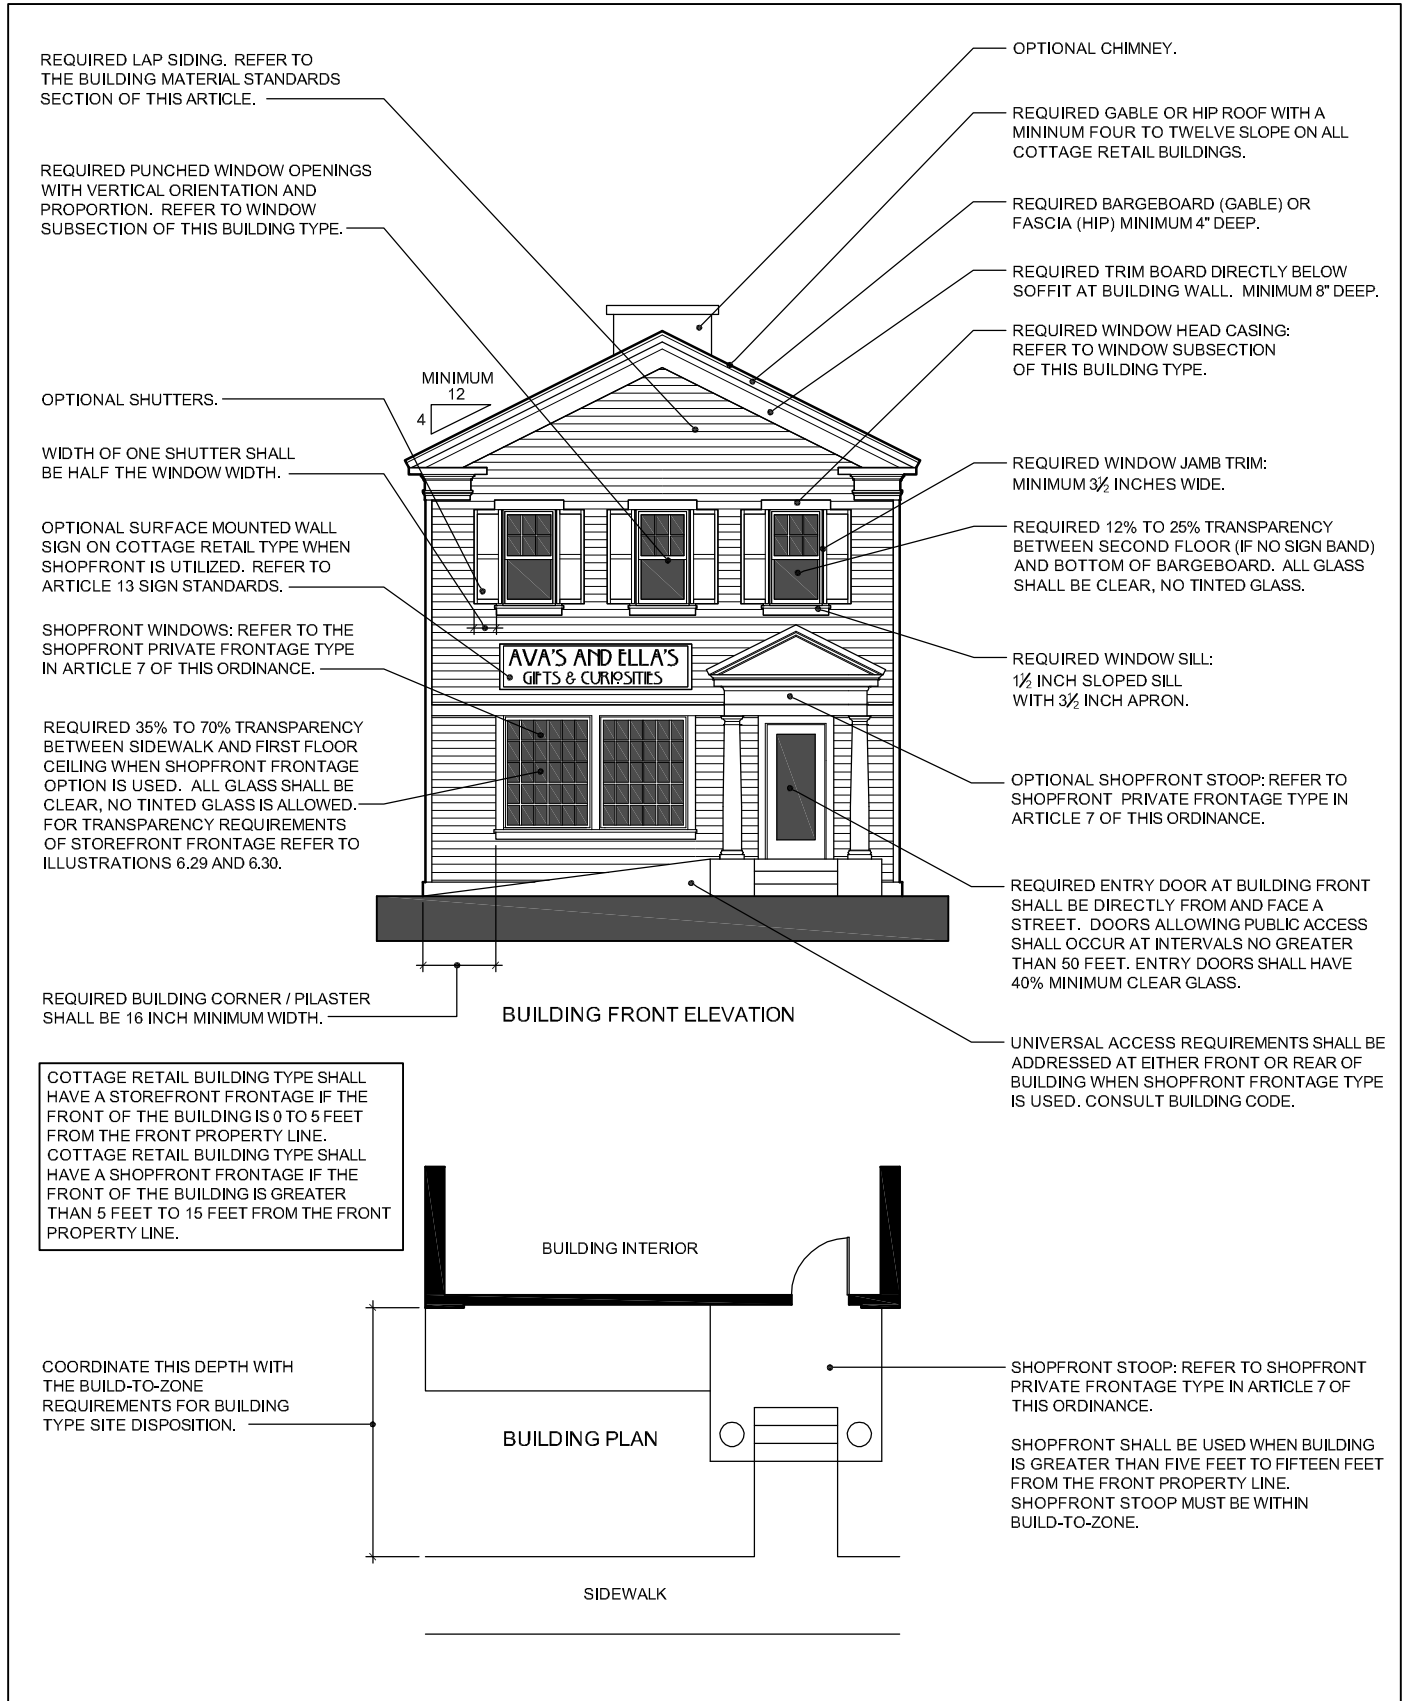 REQUIRED LAP SIDING. REFER TO
THE BUILDING MATERIAL STANDARDS
SECTION OF THIS ARTICLE.
REQUIRED PUNCHED WINDOW OPENINGS
WITH VERTICAL ORIENTATION AND
PROPORTION. REFER TO WINDOW
SUBSECTION OF THIS BUILDING TYPE.
OPTIONAL SHUTTERS.
WIDTH OF ONE SHUTTER SHALL
BE HALF THE WINDOW WIDTH.
OPTIONAL SURFACE MOUNTED WALL
SIGN ON COTTAGE RETAIL TYPE WHEN
SHOPFRONT IS UTILIZED. REFER TO
ARTICLE 13 SIGN STANDARDS.
SHOPFRONT WINDOWS: REFER TO THE
SHOPFRONT PRIVATE FRONTAGE TYPE
IN ARTICLE 7 OF THIS ORDINANCE.
REQUIRED 35% TO 70% TRANSPARENCY
BETWEEN SIDEWALK AND FIRST FLOOR
CEILING WHEN SHOPFRONT FRONTAGE
OPTION IS USED. ALL GLASS SHALL BE
CLEAR, NO TINTED GLASS IS ALLOWED.
FOR TRANSPARENCY REQUIREMENTS
OF STOREFRONT FRONTAGE REFER TO
ILLUSTRATIONS 6.29 AND 6.30.
REQUIRED BUILDING CORNER / PILASTER
SHALL BE 16 INCH MINIMUM WIDTH.
MINIMUM
12
4
AVA'S AND ELLA'S
GIFTS & CURIOSITIES
BUILDING FRONT ELEVATION
OPTIONAL CHIMNEY.
REQUIRED GABLE OR HIP ROOF WITH A
MININUM FOUR TO TWELVE SLOPE ON ALL
COTTAGE RETAIL BUILDINGS.
REQUIRED BARGEBOARD (GABLE) OR
FASCIA (HIP) MINIMUM 4" DEEP.
REQUIRED TRIM BOARD DIRECTLY BELOW
SOFFIT AT BUILDING WALL. MINIMUM 8" DEEP.
REQUIRED WINDOW HEAD CASING:
REFER TO WINDOW SUBSECTION
OF THIS BUILDING TYPE.
REQUIRED WINDOW JAMB TRIM:
MINIMUM 3½ INCHES WIDE.
REQUIRED 12% TO 25% TRANSPARENCY
BETWEEN SECOND FLOOR (IF NO SIGN BAND)
AND BOTTOM OF BARGEBOARD. ALL GLASS
SHALL BE CLEAR, NO TINTED GLASS.
REQUIRED WINDOW SILL:
1½ INCH SLOPED SILL
WITH 3½ INCH APRON.
OPTIONAL SHOPFRONT STOOP: REFER TO
SHOPFRONT PRIVATE FRONTAGE TYPE IN
ARTICLE 7 OF THIS ORDINANCE.
REQUIRED ENTRY DOOR AT BUILDING FRONT
SHALL BE DIRECTLY FROM AND FACE A
STREET. DOORS ALLOWING PUBLIC ACCESS
SHALL OCCUR AT INTERVALS NO GREATER
THAN 50 FEET. ENTRY DOORS SHALL HAVE
40% MINIMUM CLEAR GLASS.
UNIVERSAL ACCESS REQUIREMENTS SHALL BE
ADDRESSED AT EITHER FRONT OR REAR OF
BUILDING WHEN SHOPFRONT FRONTAGE TYPE
IS USED. CONSULT BUILDING CODE.
COTTAGE RETAIL BUILDING TYPE SHALL
HAVE A STOREFRONT FRONTAGE IF THE
FRONT OF THE BUILDING IS 0 TO 5 FEET
FROM THE FRONT PROPERTY LINE.
COTTAGE RETAIL BUILDING TYPE SHALL
HAVE A SHOPFRONT FRONTAGE IF THE
FRONT OF THE BUILDING IS GREATER
THAN 5 FEET TO 15 FEET FROM THE FRONT
PROPERTY LINE.
BUILDING INTERIOR
COORDINATE THIS DEPTH WITH
THE BUILD-TO-ZONE
REQUIREMENTS FOR BUILDING
TYPE SITE DISPOSITION.
BUILDING PLAN
SIDEWALK
SHOPFRONT STOOP: REFER TO SHOPFRONT
PRIVATE FRONTAGE TYPE IN ARTICLE 7 OF
THIS ORDINANCE.
SHOPFRONT SHALL BE USED WHEN BUILDING
IS GREATER THAN FIVE FEET TO FIFTEEN FEET
FROM THE FRONT PROPERTY LINE.
SHOPFRONT STOOP MUST BE WITHIN
BUILD-TO-ZONE.